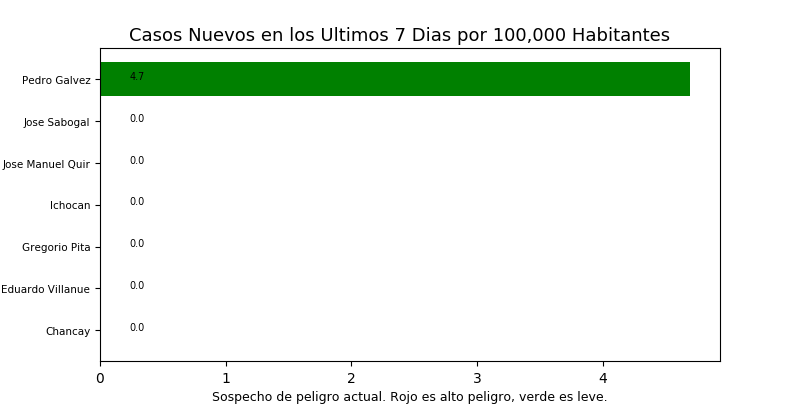 Casos Nuevos en los Ultimos 7 Dias por 100,000 Habitantes
Pedro Galvez 4.7
Jose Sabogal 0.0
Jose Manuel Quir 0.0
Ichocan 0.0
Gregorio Pita 0.0
Eduardo Villanue 0.0
Chancay 0.0
0 1 2 3 4
Sospecho de peligro actual. Rojo es alto peligro, verde es leve.